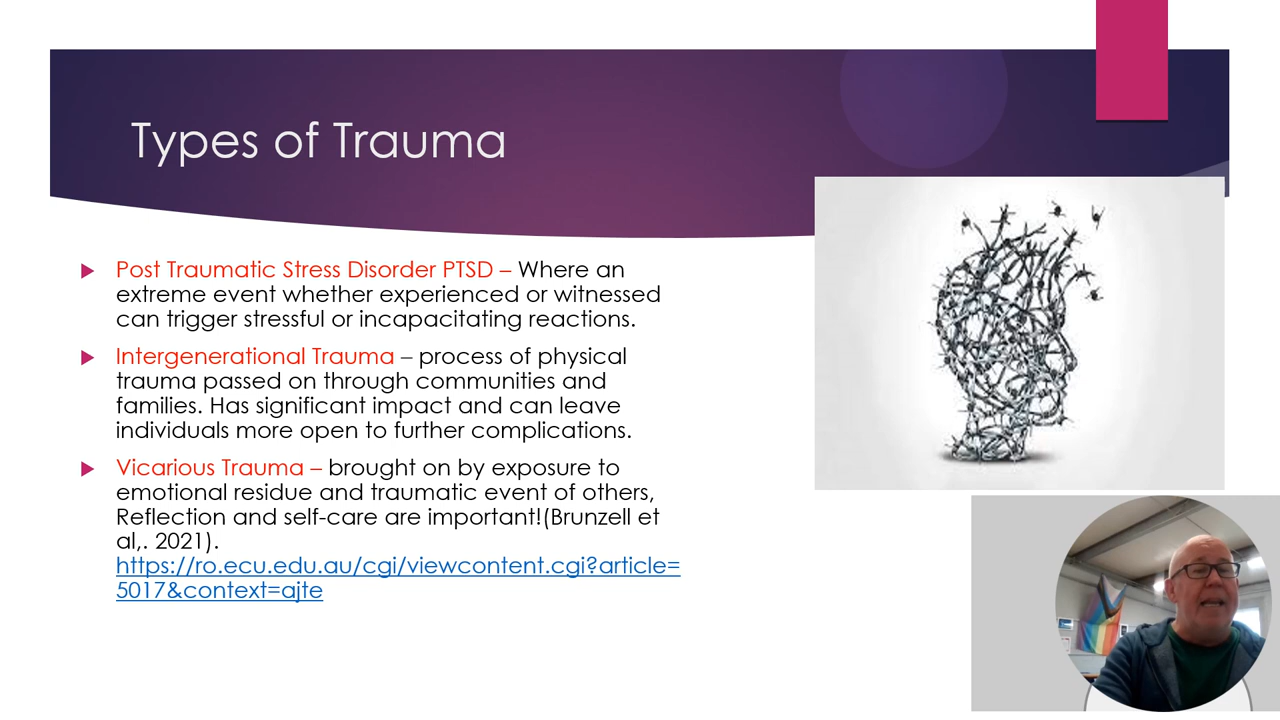 Types of Trauma
Post Traumatic Stress Disorder PTSD – Where an
extreme event whether experienced or witnessed
can trigger stressful or incapacitating reactions.
Intergenerational Trauma – process of physical
trauma passed on through communities and
families. Has significant impact and can leave
individuals more open to further complications.
Vicarious Trauma – brought on by exposure to
emotional residue and traumatic event of others,
Reflection and self-care are important!(Brunzell et
al,. 2021).
https://ro.ecu.edu.au/cgi/viewcontent.cgi?article=
5017&context=ajte